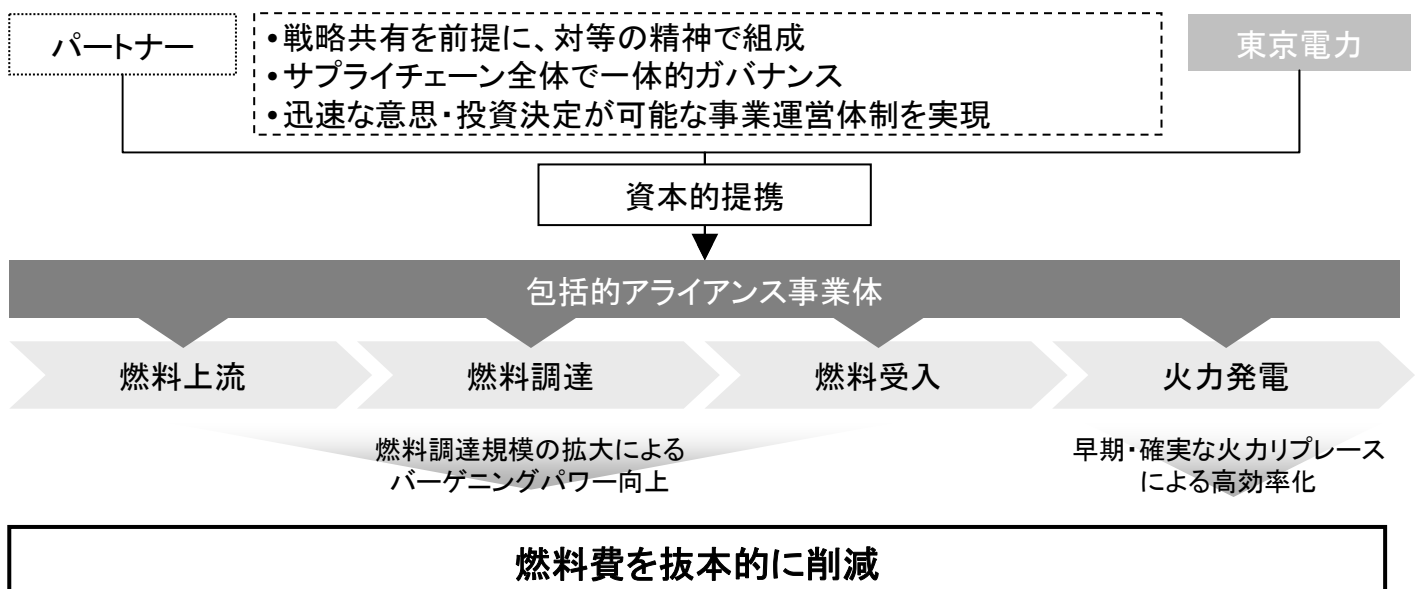 パートナー
•戦略共有を前提に、対等の精神で組成
•サプライチェーン全体で一体的ガバナンス
•迅速な意思・投資決定が可能な事業運営体制を実現
東京電力
資本的提携
包括的アライアンス事業体
燃料上流
燃料調達
燃料受入
火力発電
燃料調達規模の拡大による
バーゲニングパワー向上
早期・確実な火力リプレース
による高効率化
燃料費を抜本的に削減